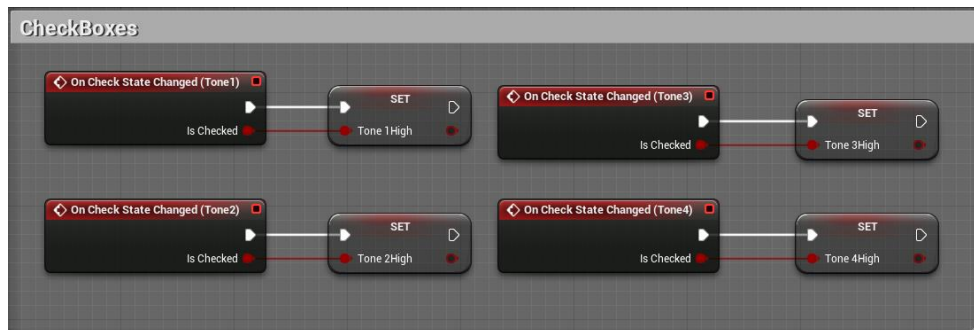 CheckBoxes
On Check State Changed (Tone1)
Is Checked
SET
Tone 1High
On Check State Changed (Tone3)
Is Checked
SET
Tone 3High
On Check State Changed (Tone2)
Is Checked
SET
Tone 2High
On Check State Changed (Tone4)
Is Checked
SET
Tone 4High